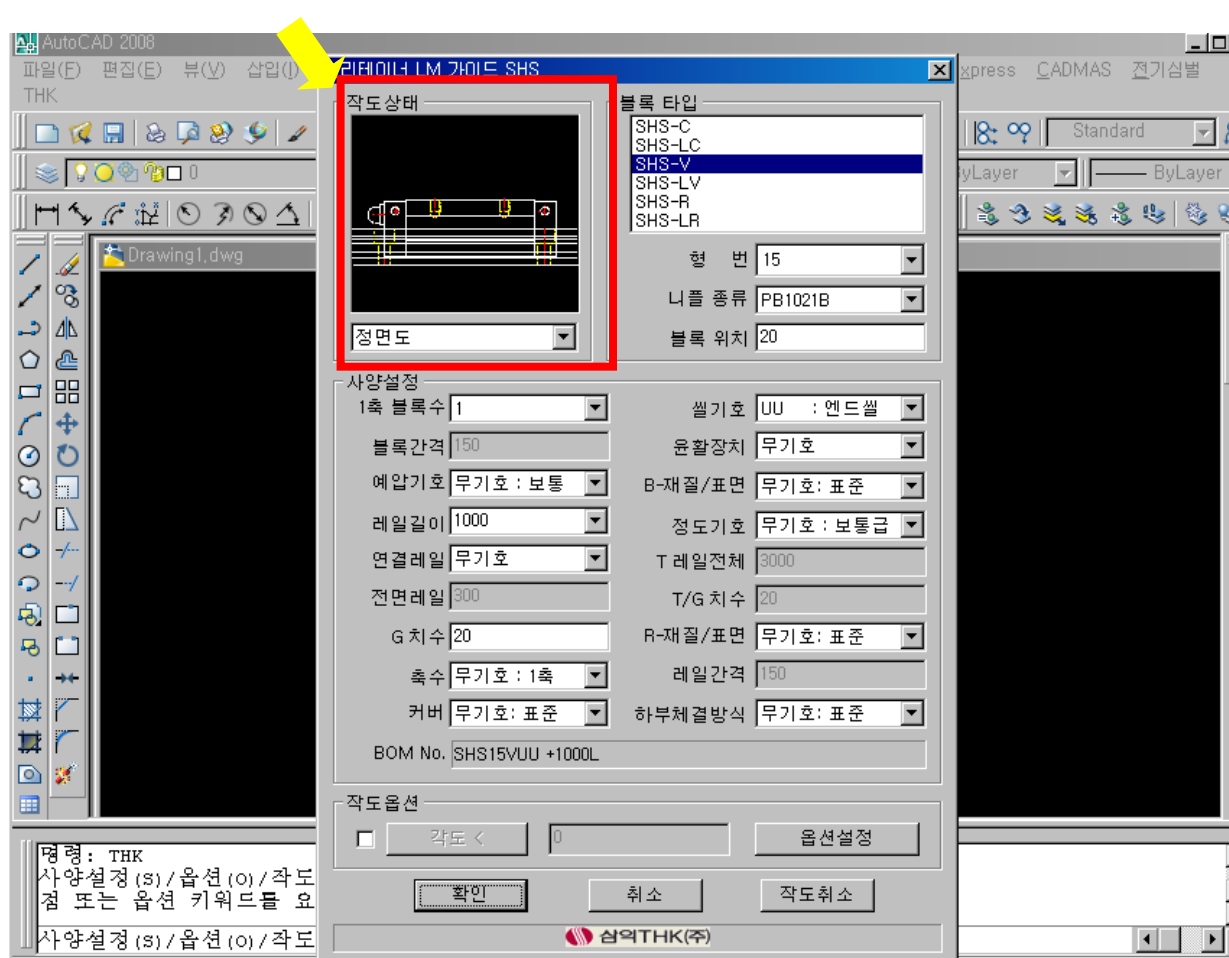 AutoCAD 2008
파일(F) 편집(E) 뷰(V) 삽입(I)
xpress CADMAS 전기심벌
THK
리테이너 LM 가이드 SHS
Standard
0
yLayer ByLayer
Drawing1.dwg
작도상태
정면도
블록 타입
SHS-C
SHS-LC
SHS-V
SHS-LV
SHS-R
SHS-LR
형 번 15
니플 종류 PB1021B
블록 위치 20
사양설정
1축 블록수 1 씰기호 UU : 엔드씰
블록간격 150 윤활장치 무기호
예압기호 무기호 : 보통 B-재질/표면 무기호: 표준
레일길이 1000 정도기호 무기호 : 보통급
연결레일 무기호 T 레일전체 3000
전면레일 300 T/G 치수 20
G 치수 20 R-재질/표면 무기호: 표준
축수 무기호 : 1축 레일간격 150
커버 무기호: 표준 하부체결방식 무기호: 표준
BOM No. SHS15VUU +1000L
작도옵션
각도 < 0 옵션설정
확인 취소 작도취소
삼익THK(주)
명령: THK
사양설정(S)/옵션(O)/작도
점 또는 옵션 키워드를 요
사양설정(S)/옵션(O)/작도